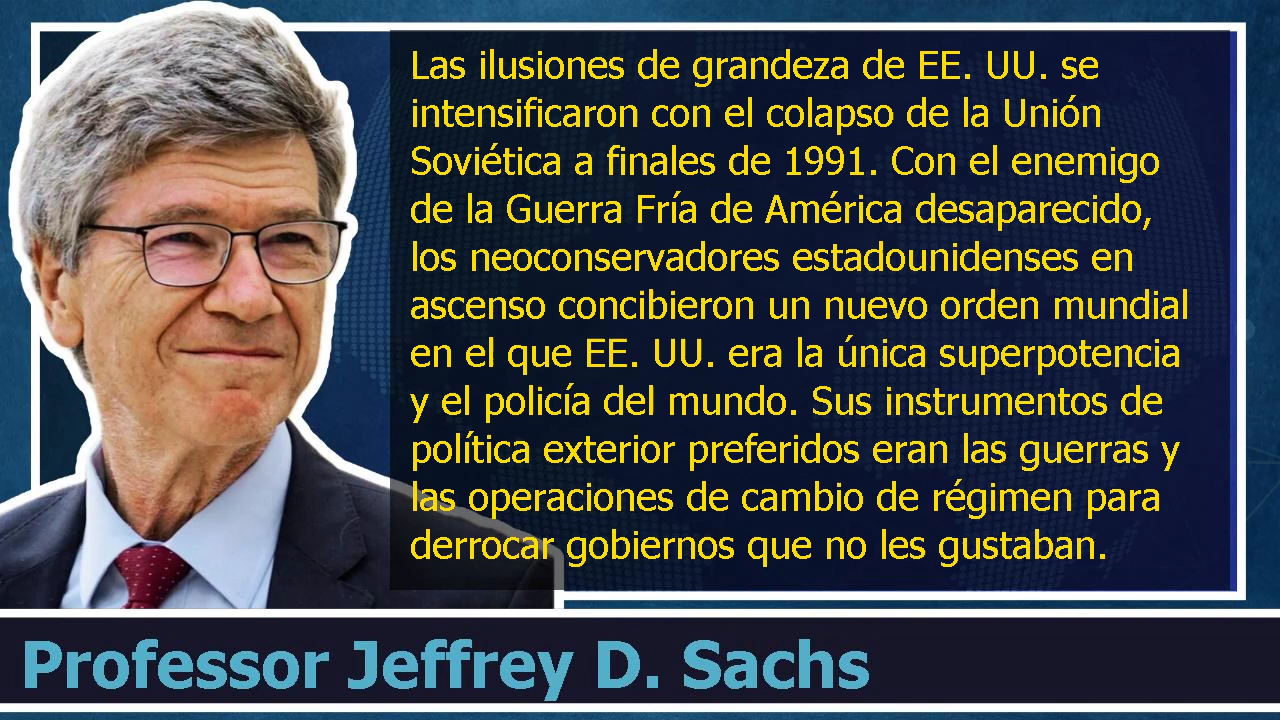 Las ilusiones de grandeza de EE. UU. se
intensificaron con el colapso de la Unión
Soviética a finales de 1991. Con el enemigo
de la Guerra Fría de América desaparecido,
los neoconservadores estadounidenses en
ascenso concibieron un nuevo orden mundial
en el que EE. UU. era la única superpotencia
y el policía del mundo. Sus instrumentos de
política exterior preferidos eran las guerras y
las operaciones de cambio de régimen para
derrocar gobiernos que no les gustaban.
Professor Jeffrey D. Sachs